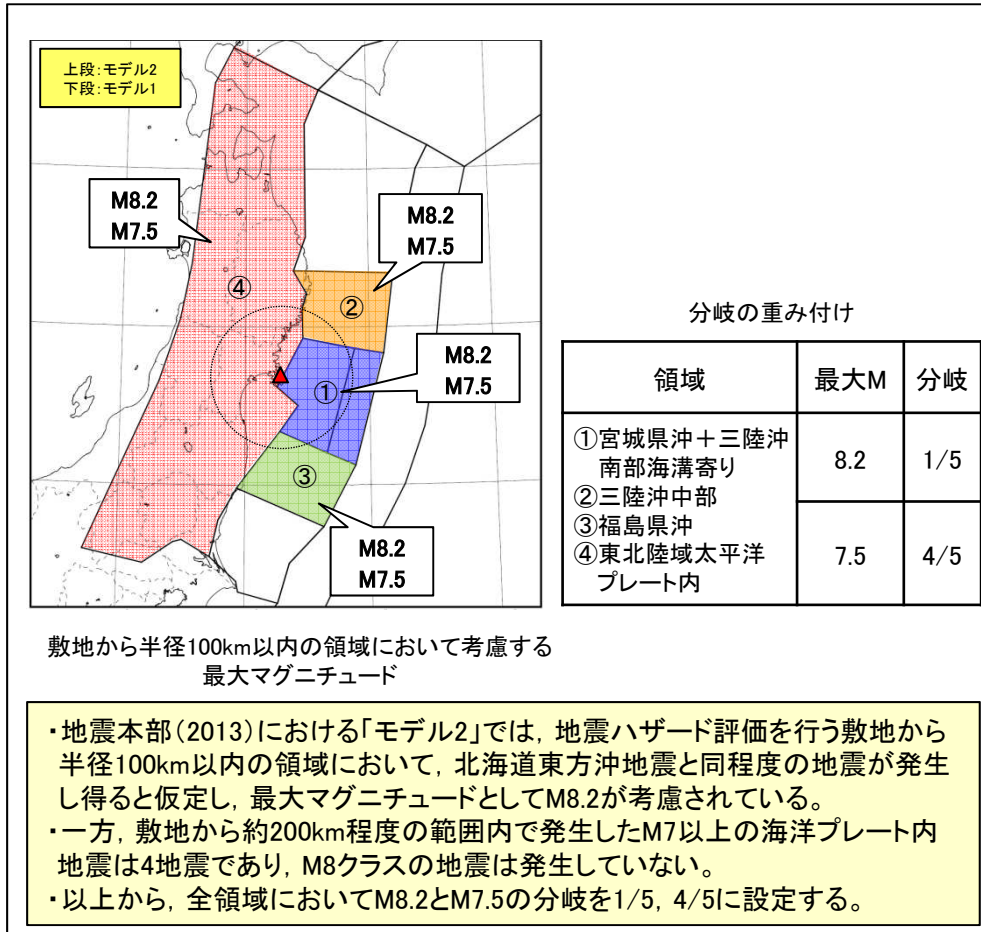 上段:モデル2
下段:モデル1
M8.2
M7.5
M8.2
M7.5
④
②
M8.2
M7.5
①
③
M8.2
M7.5
敷地から半径100km以内の領域において考慮する
最大マグニチュード
分岐の重み付け
領域 最大M 分岐
①宮城県沖＋三陸沖
南部海溝寄り
②三陸沖中部
③福島県沖
④東北陸域太平洋
プレート内
8.2 1/5
7.5 4/5
・地震本部(2013)における「モデル2」では，地震ハザード評価を行う敷地から
半径100km以内の領域において，北海道東方沖地震と同程度の地震が発生
し得ると仮定し，最大マグニチュードとしてM8.2が考慮されている。
・一方，敷地から約200km程度の範囲内で発生したM7以上の海洋プレート内
地震は4地震であり，M8クラスの地震は発生していない。
・以上から，全領域においてM8.2とM7.5の分岐を1/5，4/5に設定する。